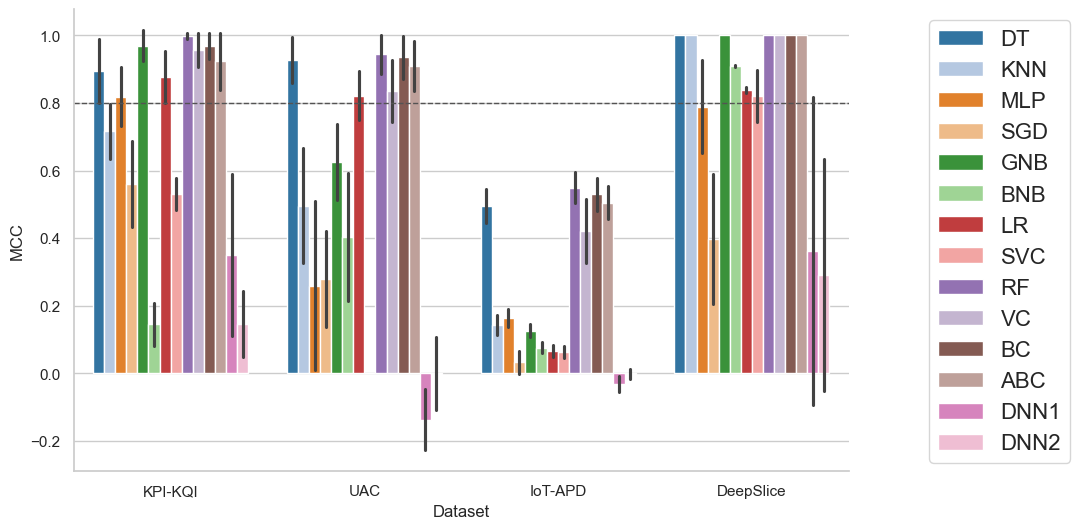 MCC
1.0
0.8
0.6
0.4
0.2
0.0
−0.2
KPI-KQI
UAC
IoT-APD
DeepSlice
Dataset
DT
KNN
MLP
SGD
GNB
BNB
LR
SVC
RF
VC
BC
ABC
DNN1
DNN2